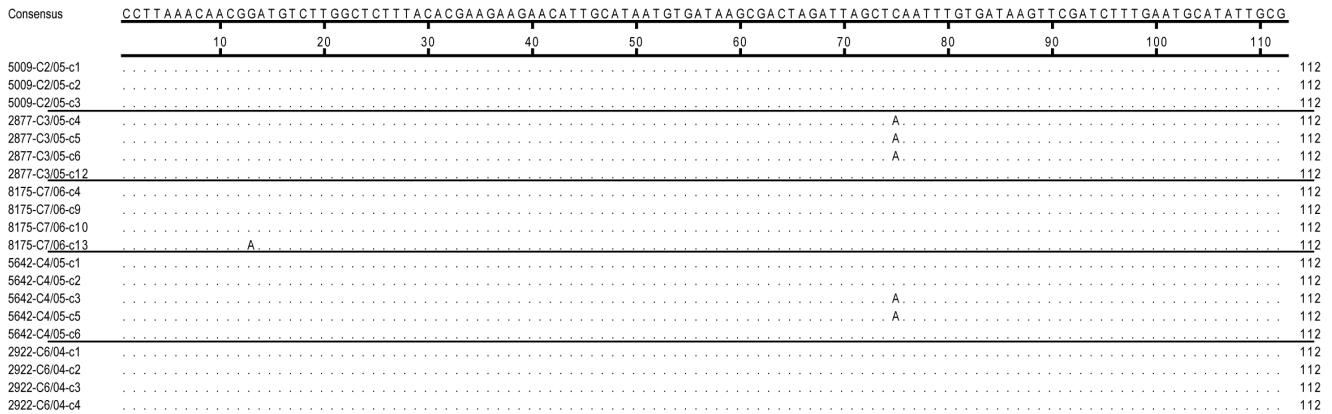 Consensus CCTTAAACAACGGATGTCTTGGCTCTTTACACGAAGAAGAACATTGCATAATGTGATAAGCGACTAGATTAGCTCAATTTGTGATAAGTTCGATCTTTGAATGCATATTGCG
10 20 30 40 50 60 70 80 90 100 110
5009-C2/05-c1 112
5009-C2/05-c2 112
5009-C2/05-c3 112
2877-C3/05-c4 A 112
2877-C3/05-c5 A 112
2877-C3/05-c6 A 112
2877-C3/05-c12 112
8175-C7/06-c4 112
8175-C7/06-c9 112
8175-C7/06-c10 112
8175-C7/06-c13 A 112
5642-C4/05-c1 112
5642-C4/05-c2 112
5642-C4/05-c3 A 112
5642-C4/05-c5 A 112
5642-C4/05-c6 112
2922-C6/04-c1 112
2922-C6/04-c2 112
2922-C6/04-c3 112
2922-C6/04-c4 112